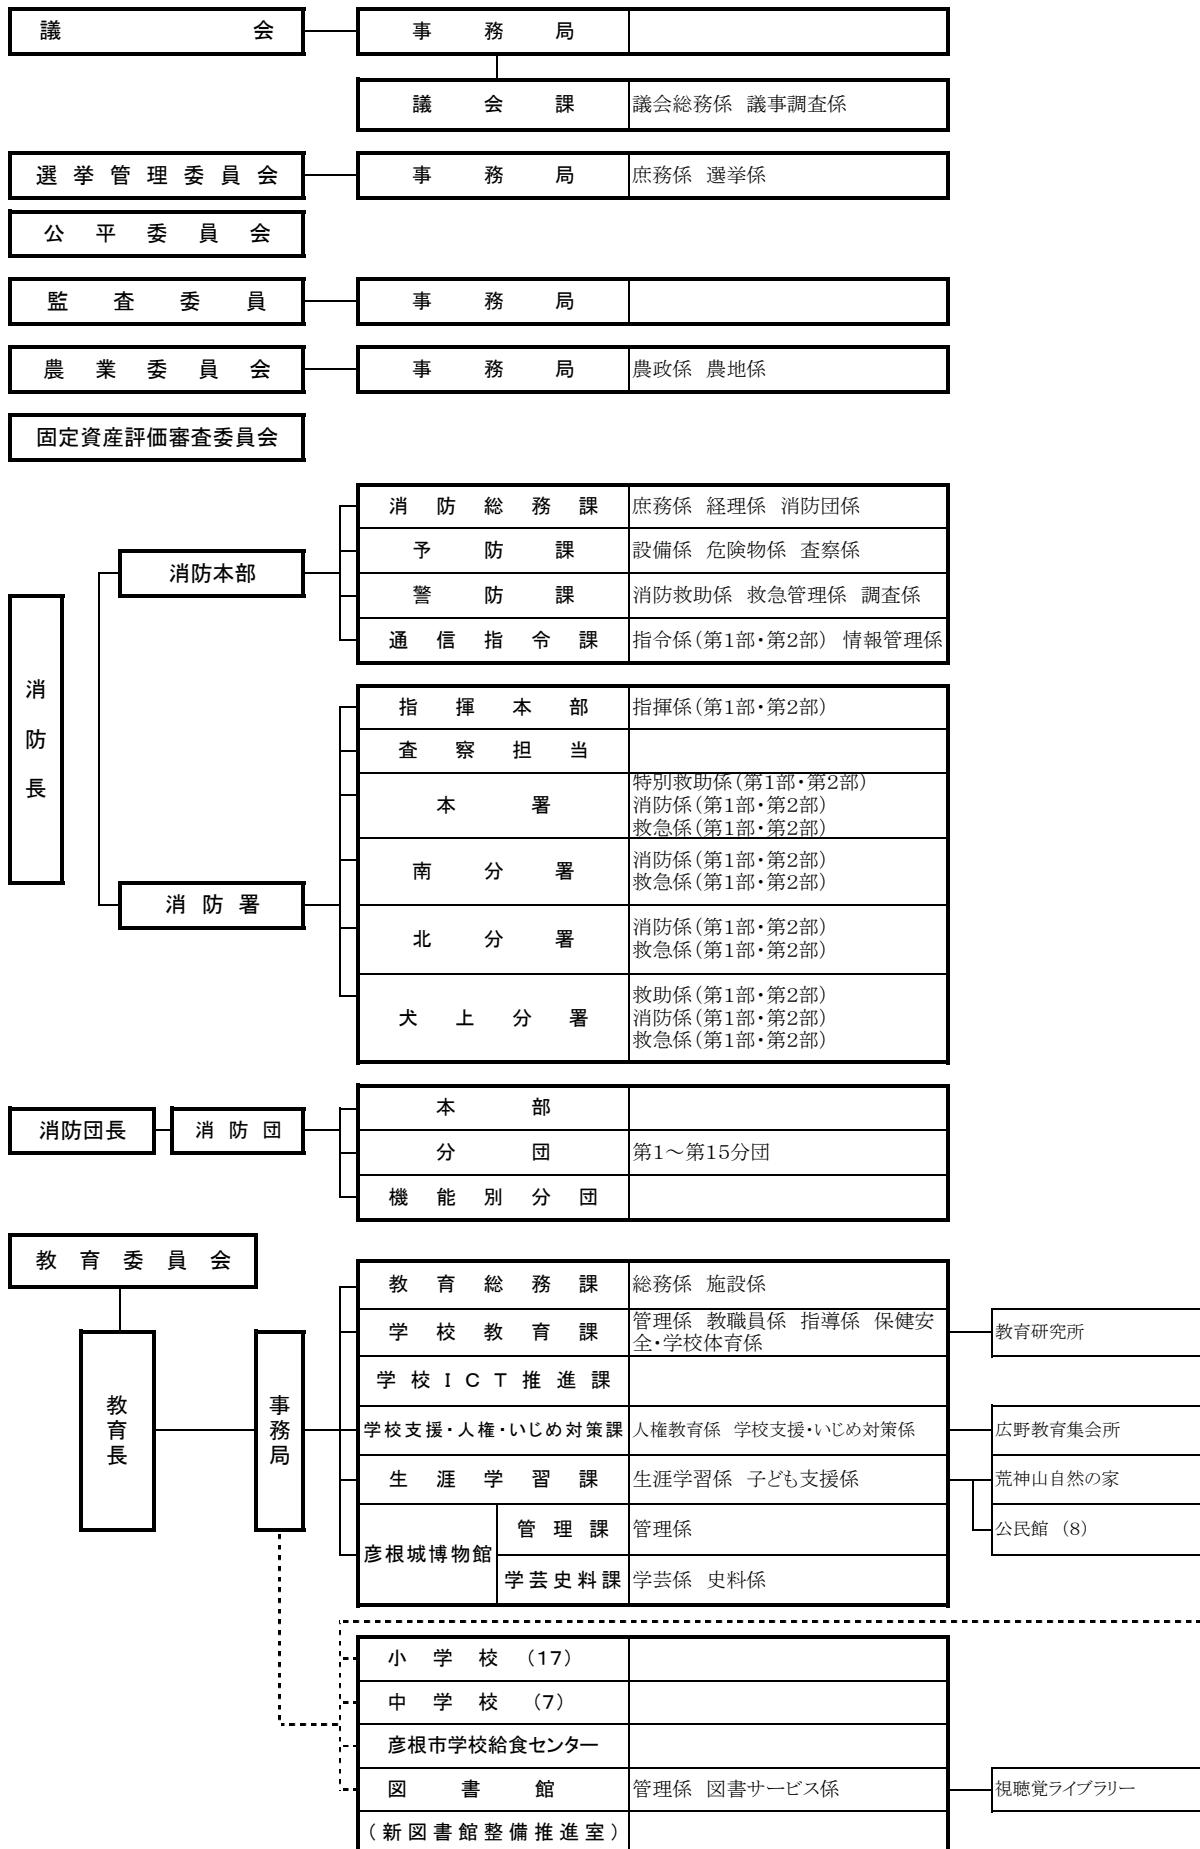 議会 事務局
議会課 議会総務係 議事調査係
選挙管理委員会 事務局 庶務係 選挙係
公平委員会
監査委員 事務局
農業委員会 事務局 農政係 農地係
固定資産評価審査委員会
消防長
消防本部
消防総務課 庶務係 経理係 消防団係
予防課 設備係 危険物係 査察係
警防課 消防救助係 救急管理係 調査係
通信指令課 指令係(第1部・第2部) 情報管理係
消防署
指揮本部 指揮係(第1部・第2部)
査察担当
本署 特別救助係(第1部・第2部)
消防係(第1部・第2部)
救急係(第1部・第2部)
南分署 消防係(第1部・第2部)
救急係(第1部・第2部)
北分署 消防係(第1部・第2部)
救急係(第1部・第2部)
犬上分署 救助係(第1部・第2部)
消防係(第1部・第2部)
救急係(第1部・第2部)
消防団長 消防団
本部
分団 第1～第15分団
機能別分団
教育委員会
教育長
事務局
教育総務課 総務係 施設係
学校教育課 管理係 教職員係 指導係 保健安
全・学校体育係 教育研究所
学校ICT推進課
学校支援・人権・いじめ対策課 人権教育係 学校支援・いじめ対策係 広野教育集会所
生涯学習課 生涯学習係 子ども支援係 荒神山自然の家
公民館 (8)
彦根城博物館 管理課 管理係
学芸史料課 学芸係 史料係
小学校 (17)
中学校 (7)
彦根市学校給食センター
図書館 管理係 図書サービス係 視聴覚ライブラリー
(新図書館整備推進室)